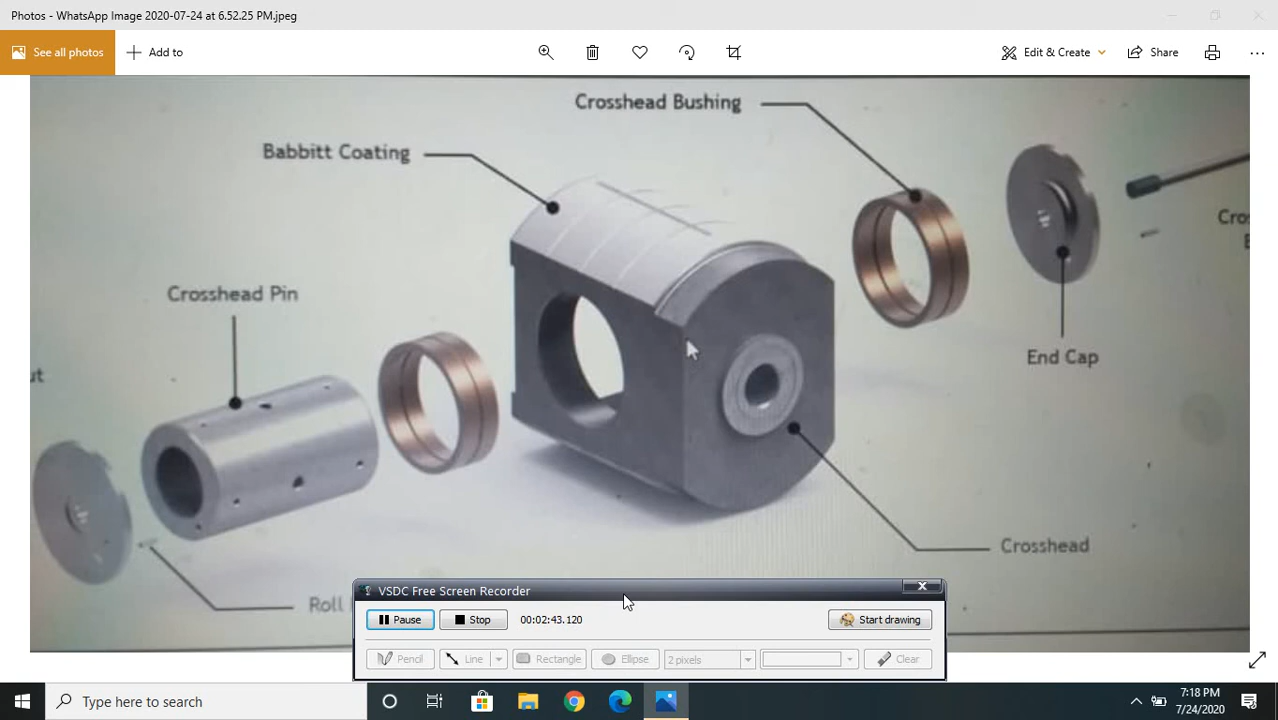 Photos - WhatsApp Image 2020-07-24 at 6.52.25 PM.jpeg
See all photos
Add to
Edit & Create
Share
Crosshead Bushing
Babbitt Coating
Crosshead Pin
End Cap
Crosshead
Roll
VSDC Free Screen Recorder
Pause
Stop
00:02:43.120
Start drawing
Pencil
Line
Rectangle
Ellipse
2 pixels
Clear
Type here to search
7:18 PM
7/24/2020